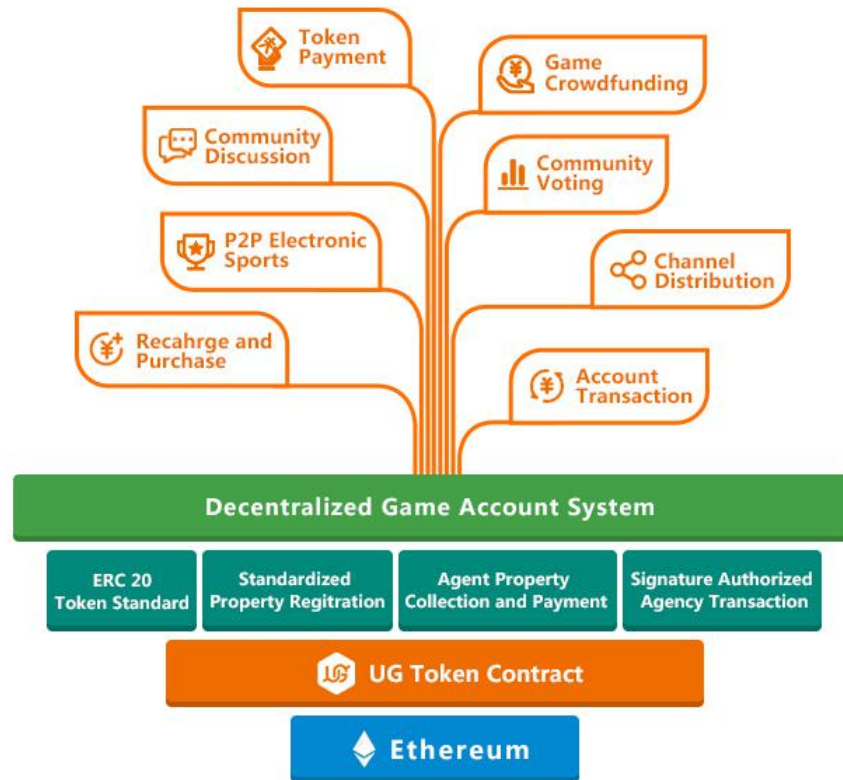 Token
Payment
Game
Crowdfunding
Community
Discussion
Community
Voting
P2P Electronic
Sports
Channel
Distribution
Recahrge and
Purchase
Account
Transaction
Decentralized Game Account System
ERC 20
Token Standard
Standardized
Property Regitration
Agent Property
Collection and Payment
Signature Authorized
Agency Transaction
UG UG Token Contract
Ethereum